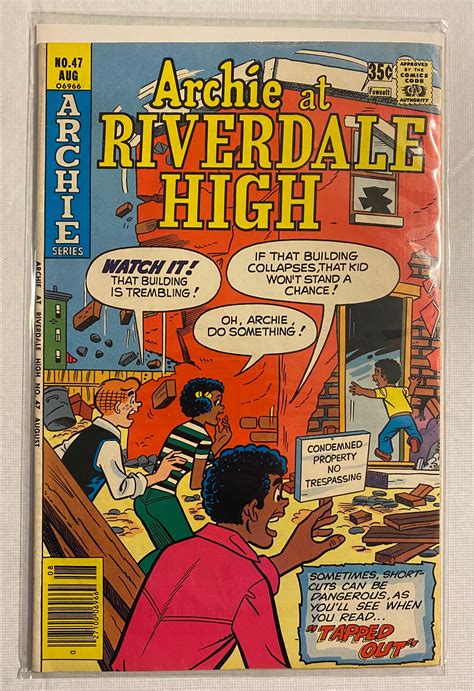 NO.47
AUG
06966
ARCHIE
SERIES
35¢
Fawcett
APPROVED
BY THE
COMICS
CODE
AUTHORITY
Archie at
RIVERDALE
HIGH
WATCH IT!
THAT BUILDING
IS TREMBLING!
IF THAT BUILDING
COLLAPSES, THAT KID
WON'T STAND A
CHANCE!
OH, ARCHIE,
DO SOMETHING!
CONDEMNED
PROPERTY
NO
TRESPASSING
ARCHIE AT RIVERDALE HIGH NO. 47 AUGUST
08
SOMETIMES, SHORT-
CUTS CAN BE
DANGEROUS, AS
YOU'LL SEE WHEN
YOU READ...
"TAPPED
OUT"